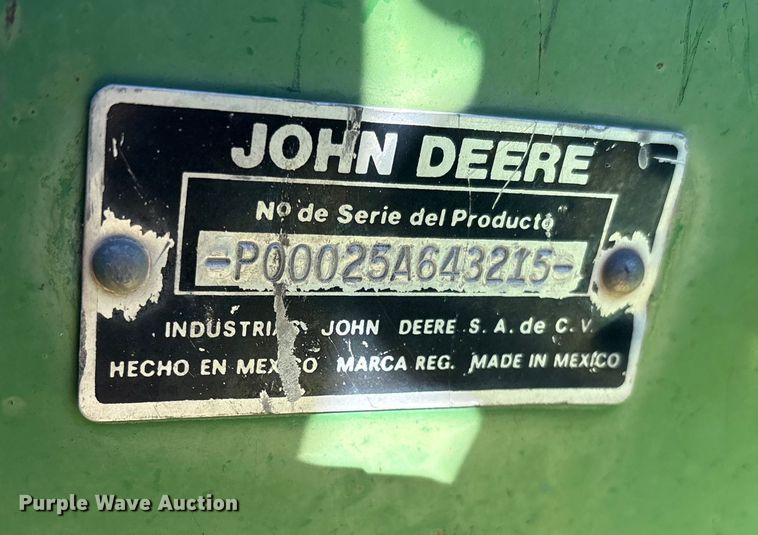 JOHN DEERE
Nº de Serie del Producto
-P00025A643215-
INDUSTRIAS JOHN DEERE S. A. de C. V.
HECHO EN MEXICO MARCA REG. MADE IN MEXICO
Purple Wave Auction